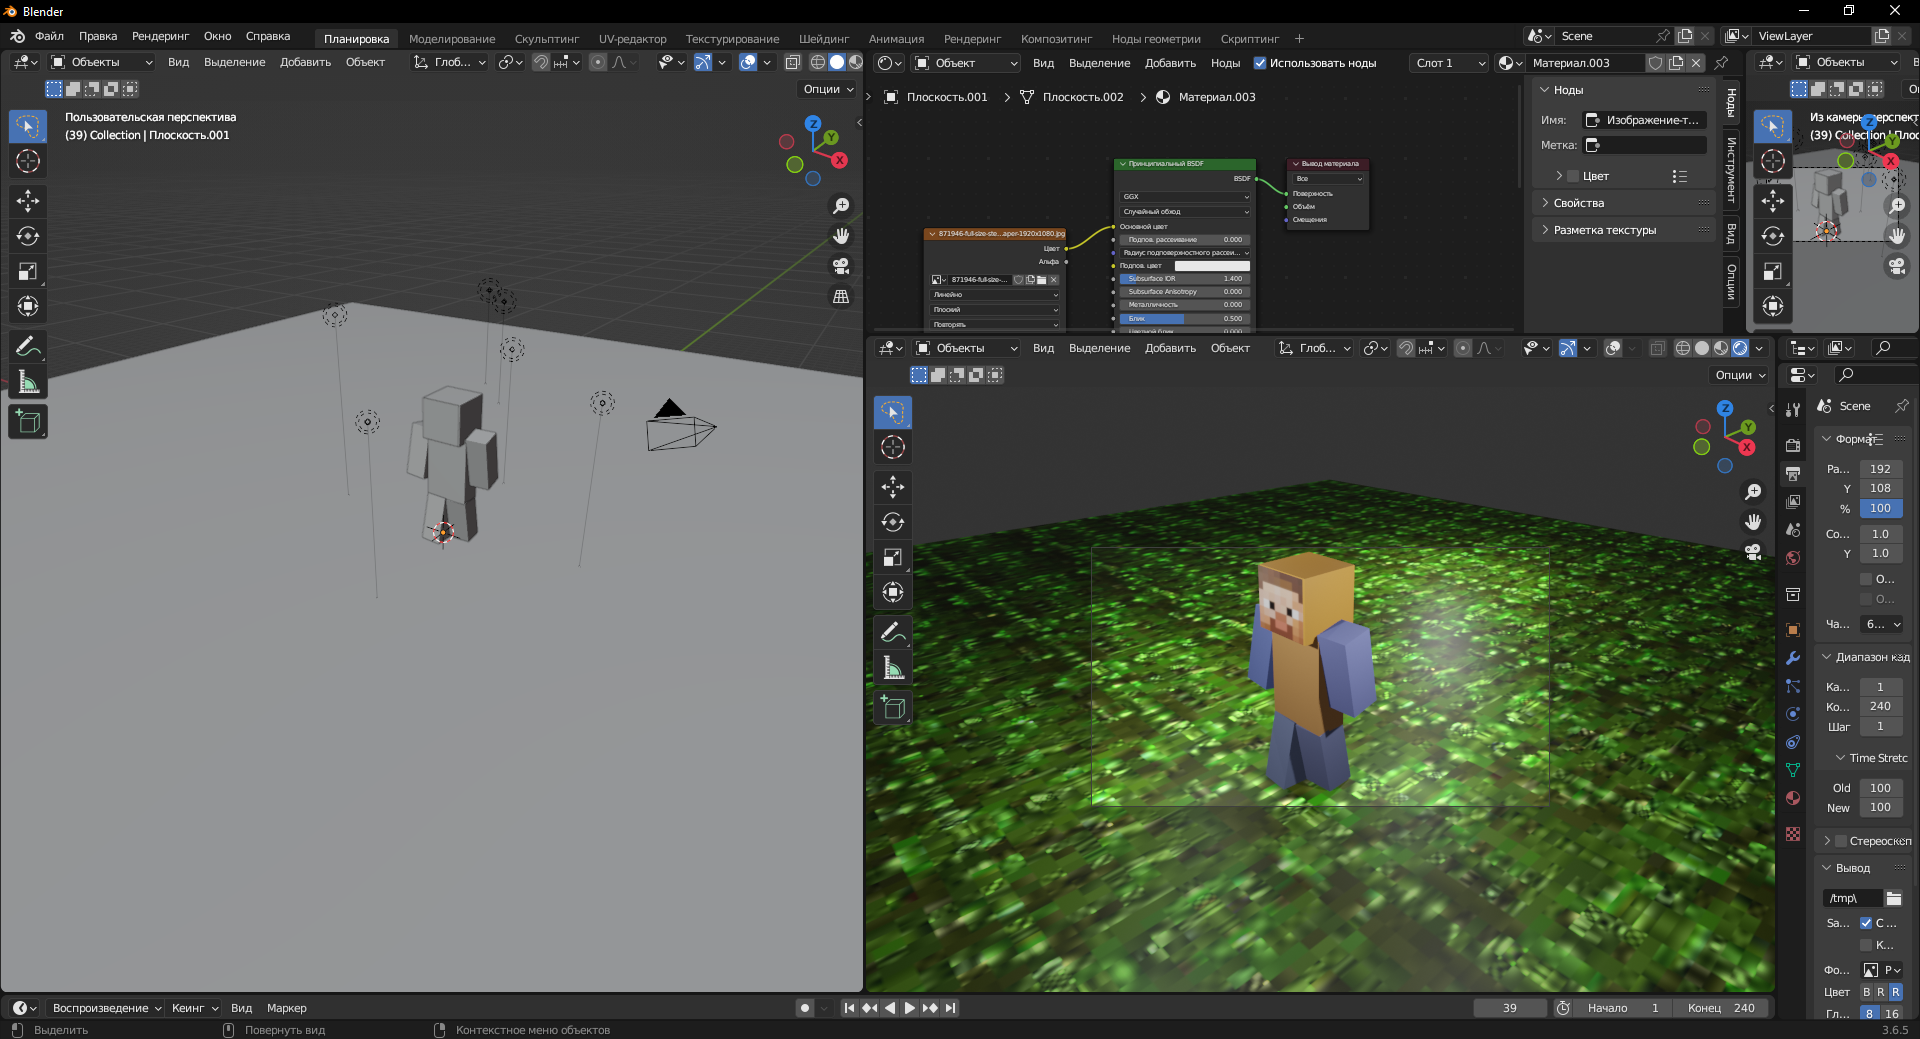 Blender
Файл Правка Рендеринг Окно Справка Планировка Моделирование Скульптинг UV-редактор Текстурирование Шейдинг Анимация Рендеринг Композитинг Ноды геометрии Скриптинг + Scene ViewLayer
Объекты Вид Выделение Добавить Объект Глоб...
Опции
Пользовательская перспектива
(39) Collection | Плоскость.001
Z
Y
X
Объект Вид Выделение Добавить Ноды Использовать ноды Слот 1 Материал.003
Плоскость.001 Плоскость.002 Материал.003
871946-full-size-ste...aper-1920x1080.jpg
Цвет
Альфа
871946-full-size-...
Линейно
Плоский
Повторять
Принципиальный BSDF
BSDF
GGX
Случайный обход
Основной цвет
Подпов. рассеивание 0.000
Радиус подповерхностного рассеи...
Подпов. цвет
Subsurface IOR 1.400
Subsurface Anisotropy 0.000
Металличность 0.000
Блик 0.500
0.000
Вывод материала
Все
Поверхность
Объём
Смещения
Ноды
Имя: Изображение-т...
Метка:
Цвет
Свойства
Разметка текстуры
Ноды
Инструмент
Вид
Опции
Объекты
Из камеры
(39)
Z
Y
X
Объекты Вид Выделение Добавить Объект Глоб...
Опции
Z
Y
X
Scene
Формат
Ра... 192
Y 108
% 100
Со... 1.0
Y 1.0
О...
О...
Ча... 6...
Диапазон кад
Ка... 1
Ко... 240
Шаг 1
Time Stretc
Old 100
New 100
Стереоскоп
Вывод
/tmp\
Sa... С ...
К...
Фо... P
Цвет B R R
Гл... 8 16
Воспроизведение Кеинг Вид Маркер 39 Начало 1 Конец 240
Выделить Повернуть вид Контекстное меню объектов 3.6.5